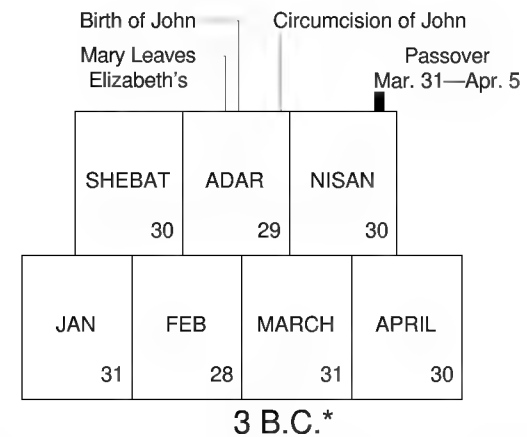 Birth of John
Circumcision of John
Mary Leaves
Elizabeth's
Passover
Mar. 31—Apr. 5
SHEBAT
30
ADAR
29
NISAN
30
JAN
31
FEB
28
MARCH
31
APRIL
30
3 B.C.*